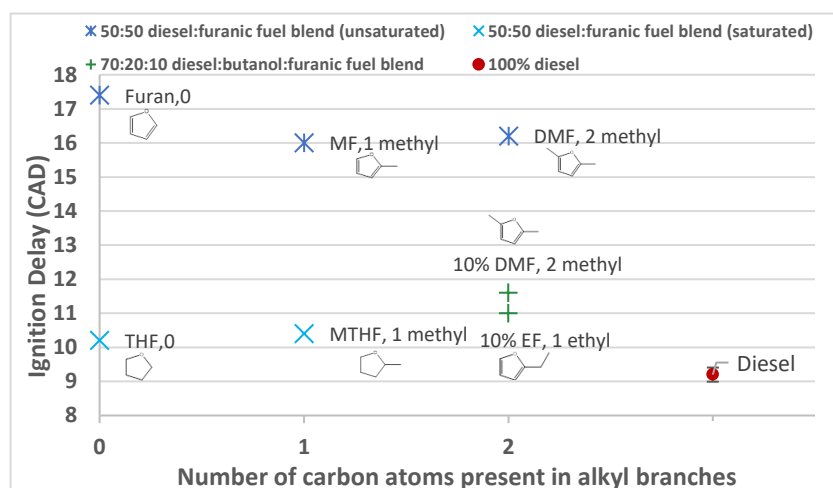 50:50 diesel:furanic fuel blend (unsaturated)
50:50 diesel:furanic fuel blend (saturated)
70:20:10 diesel:butanol:furanic fuel blend
100% diesel
Ignition Delay (CAD)
18
17
16
15
14
13
12
11
10
9
8
Furan,0
O
MF,1 methyl
O
DMF, 2 methyl
O
O
10% DMF, 2 methyl
THF,0
O
MTHF, 1 methyl
O
10% EF, 1 ethyl
O
Diesel
0
1
2
Number of carbon atoms present in alkyl branches